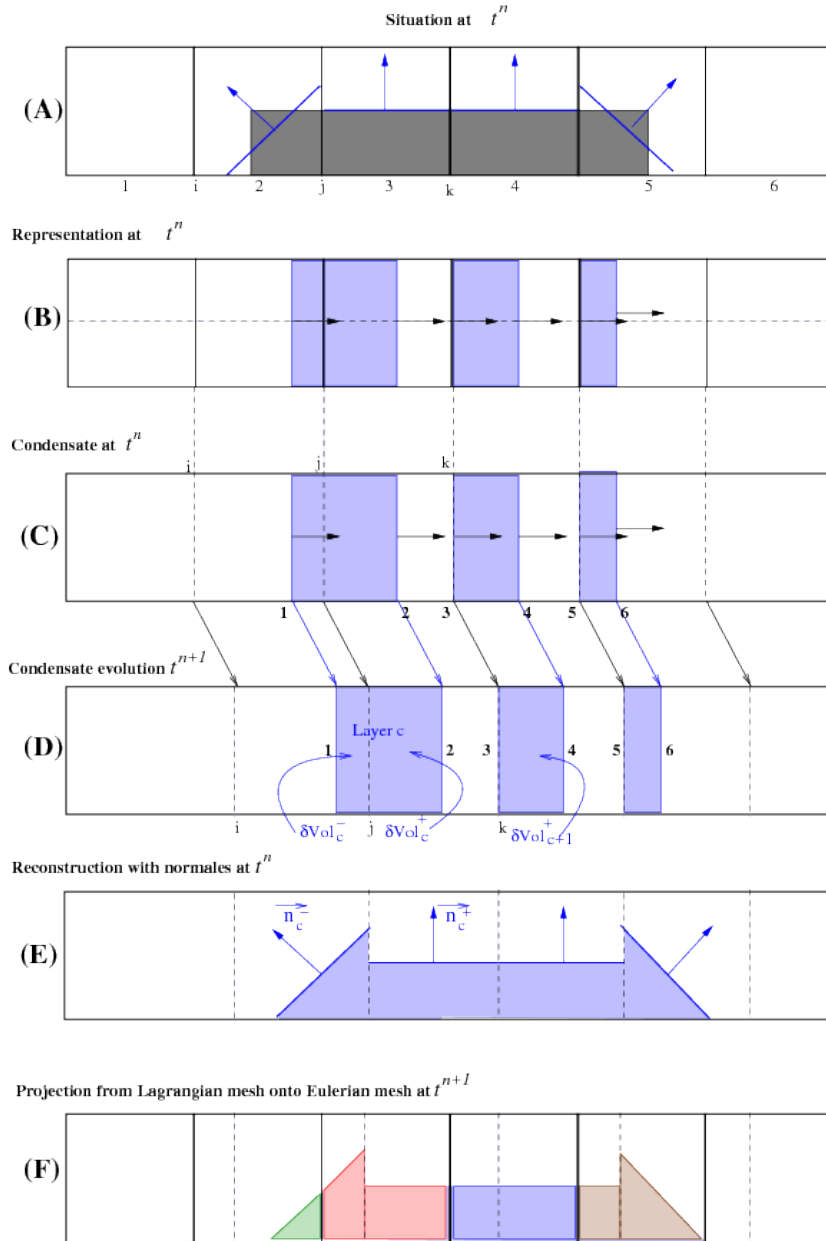 Situation at t^n
(A)
1 i 2 j 3 k 4 5 6
Representation at t^n
(B)
Condensate at t^n
i j k
(C)
1 2 3 4 5 6
Condensate evolution t^{n+1}
(D)
Layer c
1 2 3 4 5 6
i δVol_c^- j δVol_c^+ k δVol_{c+1}^+
Reconstruction with normales at t^n
n_c^- n_c^+
(E)
Projection from Lagrangian mesh onto Eulerian mesh at t^{n+1}
(F)